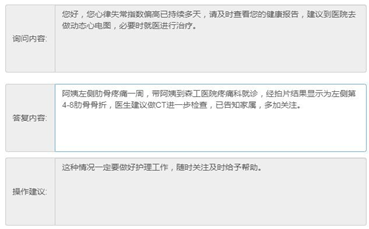 询问内容:
您好，您心律失常指数偏高已持续多天，请及时查看您的健康报告，建议到医院去
做动态心电图，必要时就医进行治疗。
答复内容:
阿姨左侧肋骨疼痛一周，带阿姨到森工医院疼痛科就诊，经拍片结果显示为左侧第
4-8肋骨骨折，医生建议做CT进一步检查，已告知家属，多加关注。
操作建议:
这种情况一定要做好护理工作，随时关注及时给予帮助。